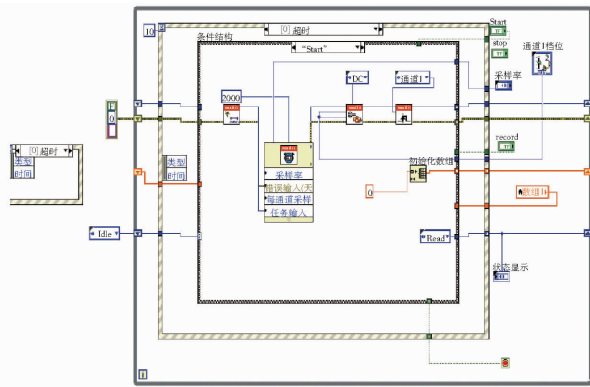 [0] 超时
10
Start
条件结构
"Start"
stop
通道1档位
DC
通道1
2000
采样率
0
record
[0] 超时
类型
时间
类型
时间
初始化数组
采样率
错误输入(无
每通道采样
任务输入
0
数组1
Idle
Read
状态显示
i